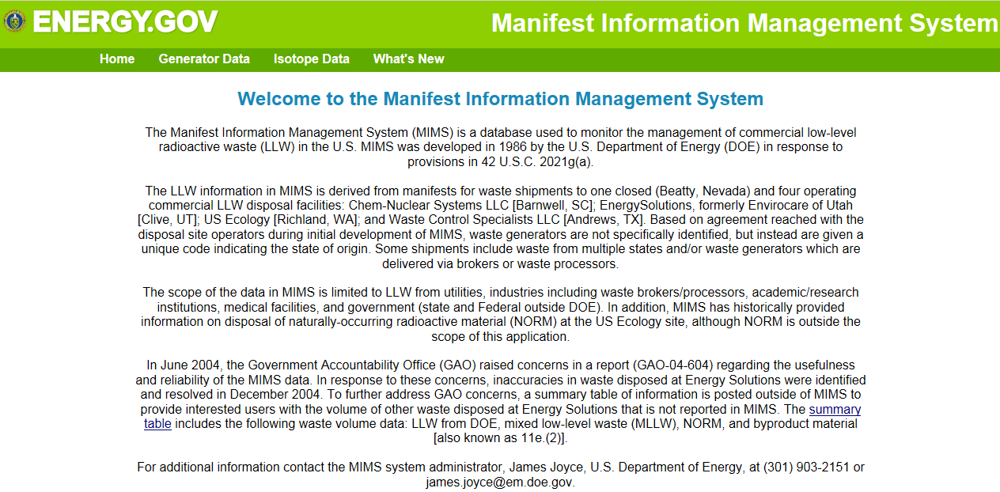 ENERGY.GOV
Manifest Information Management System
Home Generator Data Isotope Data What's New
Welcome to the Manifest Information Management System
The Manifest Information Management System (MIMS) is a database used to monitor the management of commercial low-level
radioactive waste (LLW) in the U.S. MIMS was developed in 1986 by the U.S. Department of Energy (DOE) in response to
provisions in 42 U.S.C. 2021g(a).
The LLW information in MIMS is derived from manifests for waste shipments to one closed (Beatty, Nevada) and four operating
commercial LLW disposal facilities: Chem-Nuclear Systems LLC [Barnwell, SC]; EnergySolutions, formerly Envirocare of Utah
[Clive, UT]; US Ecology [Richland, WA]; and Waste Control Specialists LLC [Andrews, TX]. Based on agreement reached with the
disposal site operators during initial development of MIMS, waste generators are not specifically identified, but instead are given a
unique code indicating the state of origin. Some shipments include waste from multiple states and/or waste generators which are
delivered via brokers or waste processors.
The scope of the data in MIMS is limited to LLW from utilities, industries including waste brokers/processors, academic/research
institutions, medical facilities, and government (state and Federal outside DOE). In addition, MIMS has historically provided
information on disposal of naturally-occurring radioactive material (NORM) at the US Ecology site, although NORM is outside the
scope of this application.
In June 2004, the Government Accountability Office (GAO) raised concerns in a report (GAO-04-604) regarding the usefulness
and reliability of the MIMS data. In response to these concerns, inaccuracies in waste disposed at Energy Solutions were identified
and resolved in December 2004. To further address GAO concerns, a summary table of information is posted outside of MIMS to
provide interested users with the volume of other waste disposed at Energy Solutions that is not reported in MIMS. The summary
table includes the following waste volume data: LLW from DOE, mixed low-level waste (MLLW), NORM, and byproduct material
[also known as 11e.(2)].
For additional information contact the MIMS system administrator, James Joyce, U.S. Department of Energy, at (301) 903-2151 or
james.joyce@em.doe.gov.